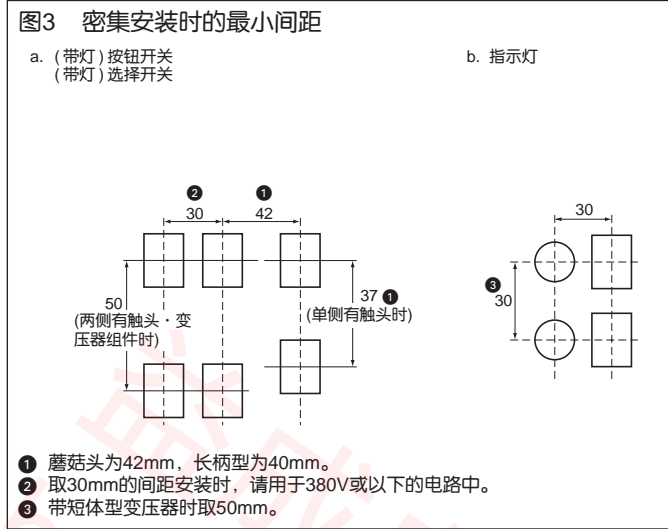 图3 密集安装时的最小间距
a. (带灯)按钮开关
(带灯)选择开关
b. 指示灯
❷ ❶
30 42
50
(两侧有触头・变
压器组件时)
37 ❶
(单侧有触头时)
30
❸
30
❶ 蘑菇头为42mm，长柄型为40mm。
❷ 取30mm的间距安装时，请用于380V或以下的电路中。
❸ 带短体型变压器时取50mm。